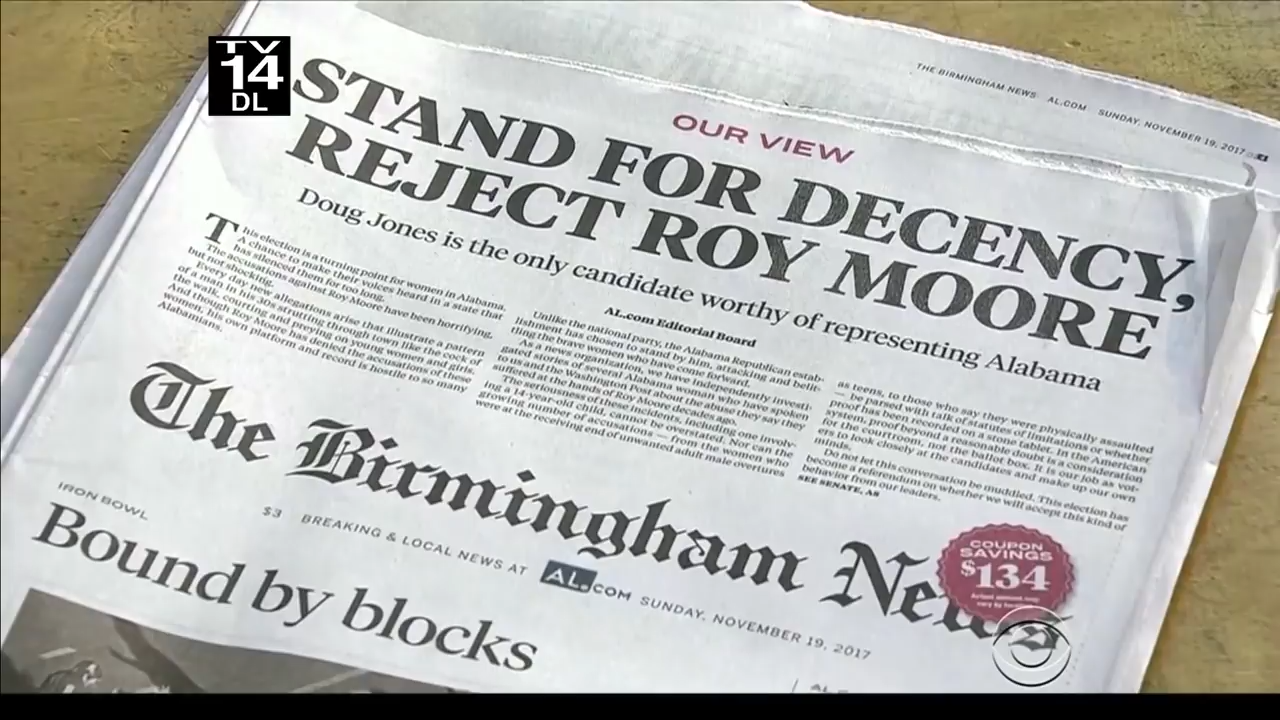 TV
14
DL
THE BIRMINGHAM NEWS AL.COM SUNDAY, NOVEMBER 19, 2017
OUR VIEW
STAND FOR DECENCY,
REJECT ROY MOORE
Doug Jones is the only candidate worthy of representing Alabama
AL.com Editorial Board
This election is a turning point for women in Alabama.
A chance to make their voices heard in a state that
has silenced them for too long.
The accusations against Roy Moore have been horrifying,
but not shocking.
Every day new allegations arise that illustrate a pattern
of a man in his 30s strutting through town like the cock of
the walk, courting and preying on young women and girls.
And though Roy Moore has denied the accusations of these
women, his own platform and record is hostile to so many
Alabamians.
Unlike the national party, the Alabama Republican estab-
lishment has chosen to stand by him, attacking and belit-
tling the brave women who have come forward.
As a news organization, we have independently investi-
gated stories of several Alabama women who have spoken
to us and the Washington Post about the abuse they say they
suffered at the hands of Roy Moore decades ago.
The seriousness of these incidents, including one involv-
ing a 14-year-old child, cannot be overstated. Nor can the
growing number of accusations — from the women who
were at the receiving end of unwanted adult male overtures
as teens, to those who say they were physically assaulted
— be parsed with talk of statutes of limitations or whether
proof has been recorded on a stone tablet. In the American
system, proof beyond a reasonable doubt is a consideration
for the courtroom, not the ballot box. It is our job as vot-
ers to look closely at the candidates and make up our own
minds.
Do not let this conversation be muddled. This election has
become a referendum on whether we will accept this kind of
behavior from our leaders.
SEE SENATE, A8
The Birmingham News
COUPON
SAVINGS
$134
$3 BREAKING & LOCAL NEWS AT AL.COM SUNDAY, NOVEMBER 19, 2017
IRON BOWL
Bound by blocks